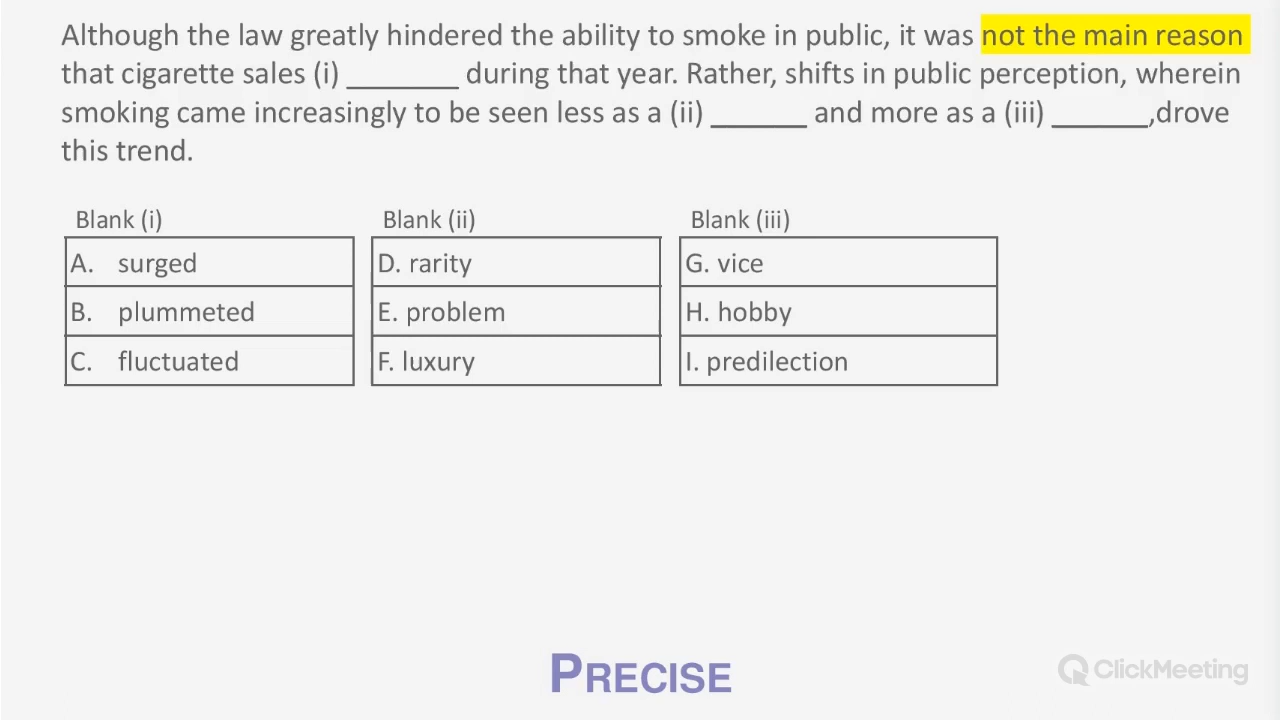 Although the law greatly hindered the ability to smoke in public, it was not the main reason
that cigarette sales (i) ________ during that year. Rather, shifts in public perception, wherein
smoking came increasingly to be seen less as a (ii) _______ and more as a (iii) _______,drove
this trend.
Blank (i) Blank (ii) Blank (iii)
A. surged D. rarity G. vice
B. plummeted E. problem H. hobby
C. fluctuated F. luxury I. predilection
PRECISE
ClickMeeting